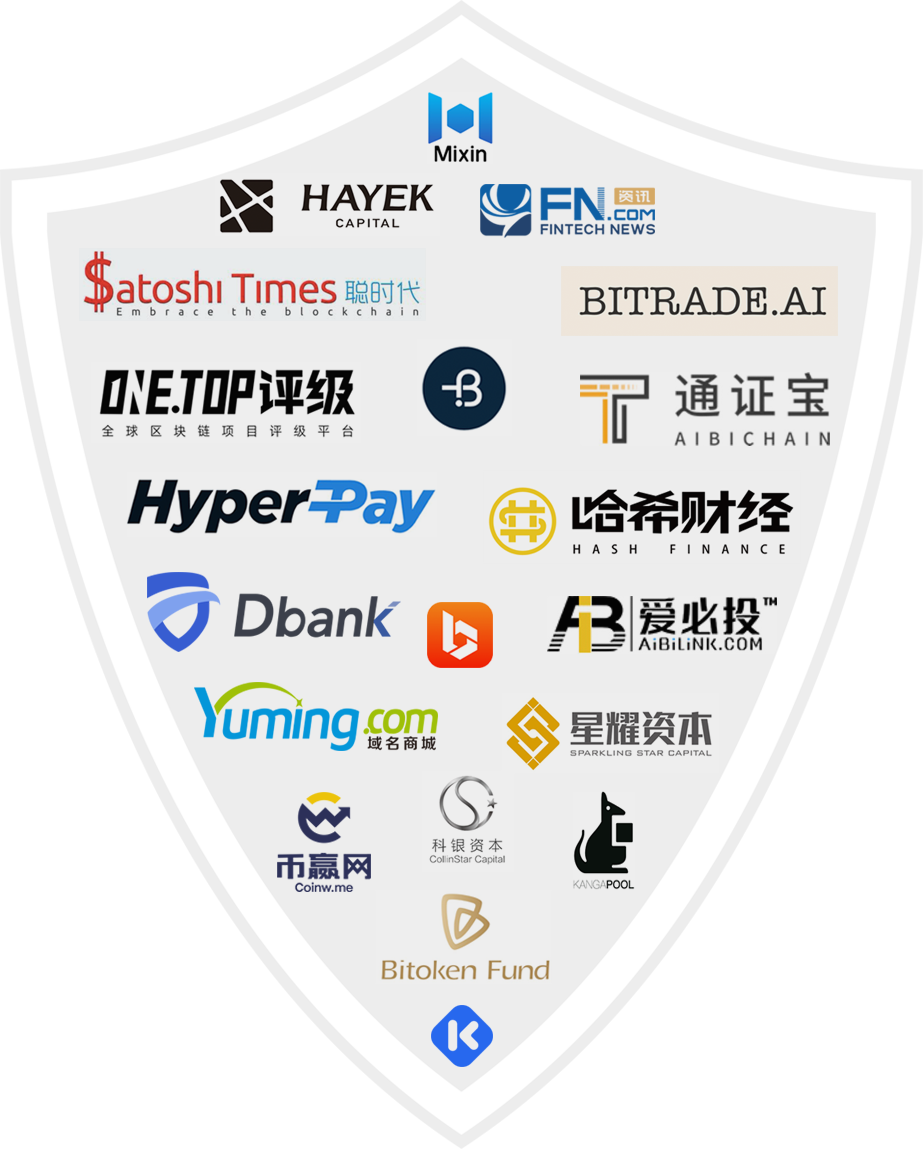 Mixin
HAYEK
CAPITAL
FN.com 资讯
FINTECH NEWS
$atoshi Times 聪时代
Embrace the blockchain
BITRADE.AI
ONE.TOP评级
全球区块链项目评级平台
B
通证宝
AIBICHAIN
HyperPay
哈希财经
HASH FINANCE
Dbank
b
AiB 爱必投™
AiBiLiNK.COM
Yuming.com
域名商城
星耀资本
SPARKLING STAR CAPITAL
币赢网
Coinw.me
科银资本
CollinStar Capital
KANGAPOOL
Bitoken Fund
K